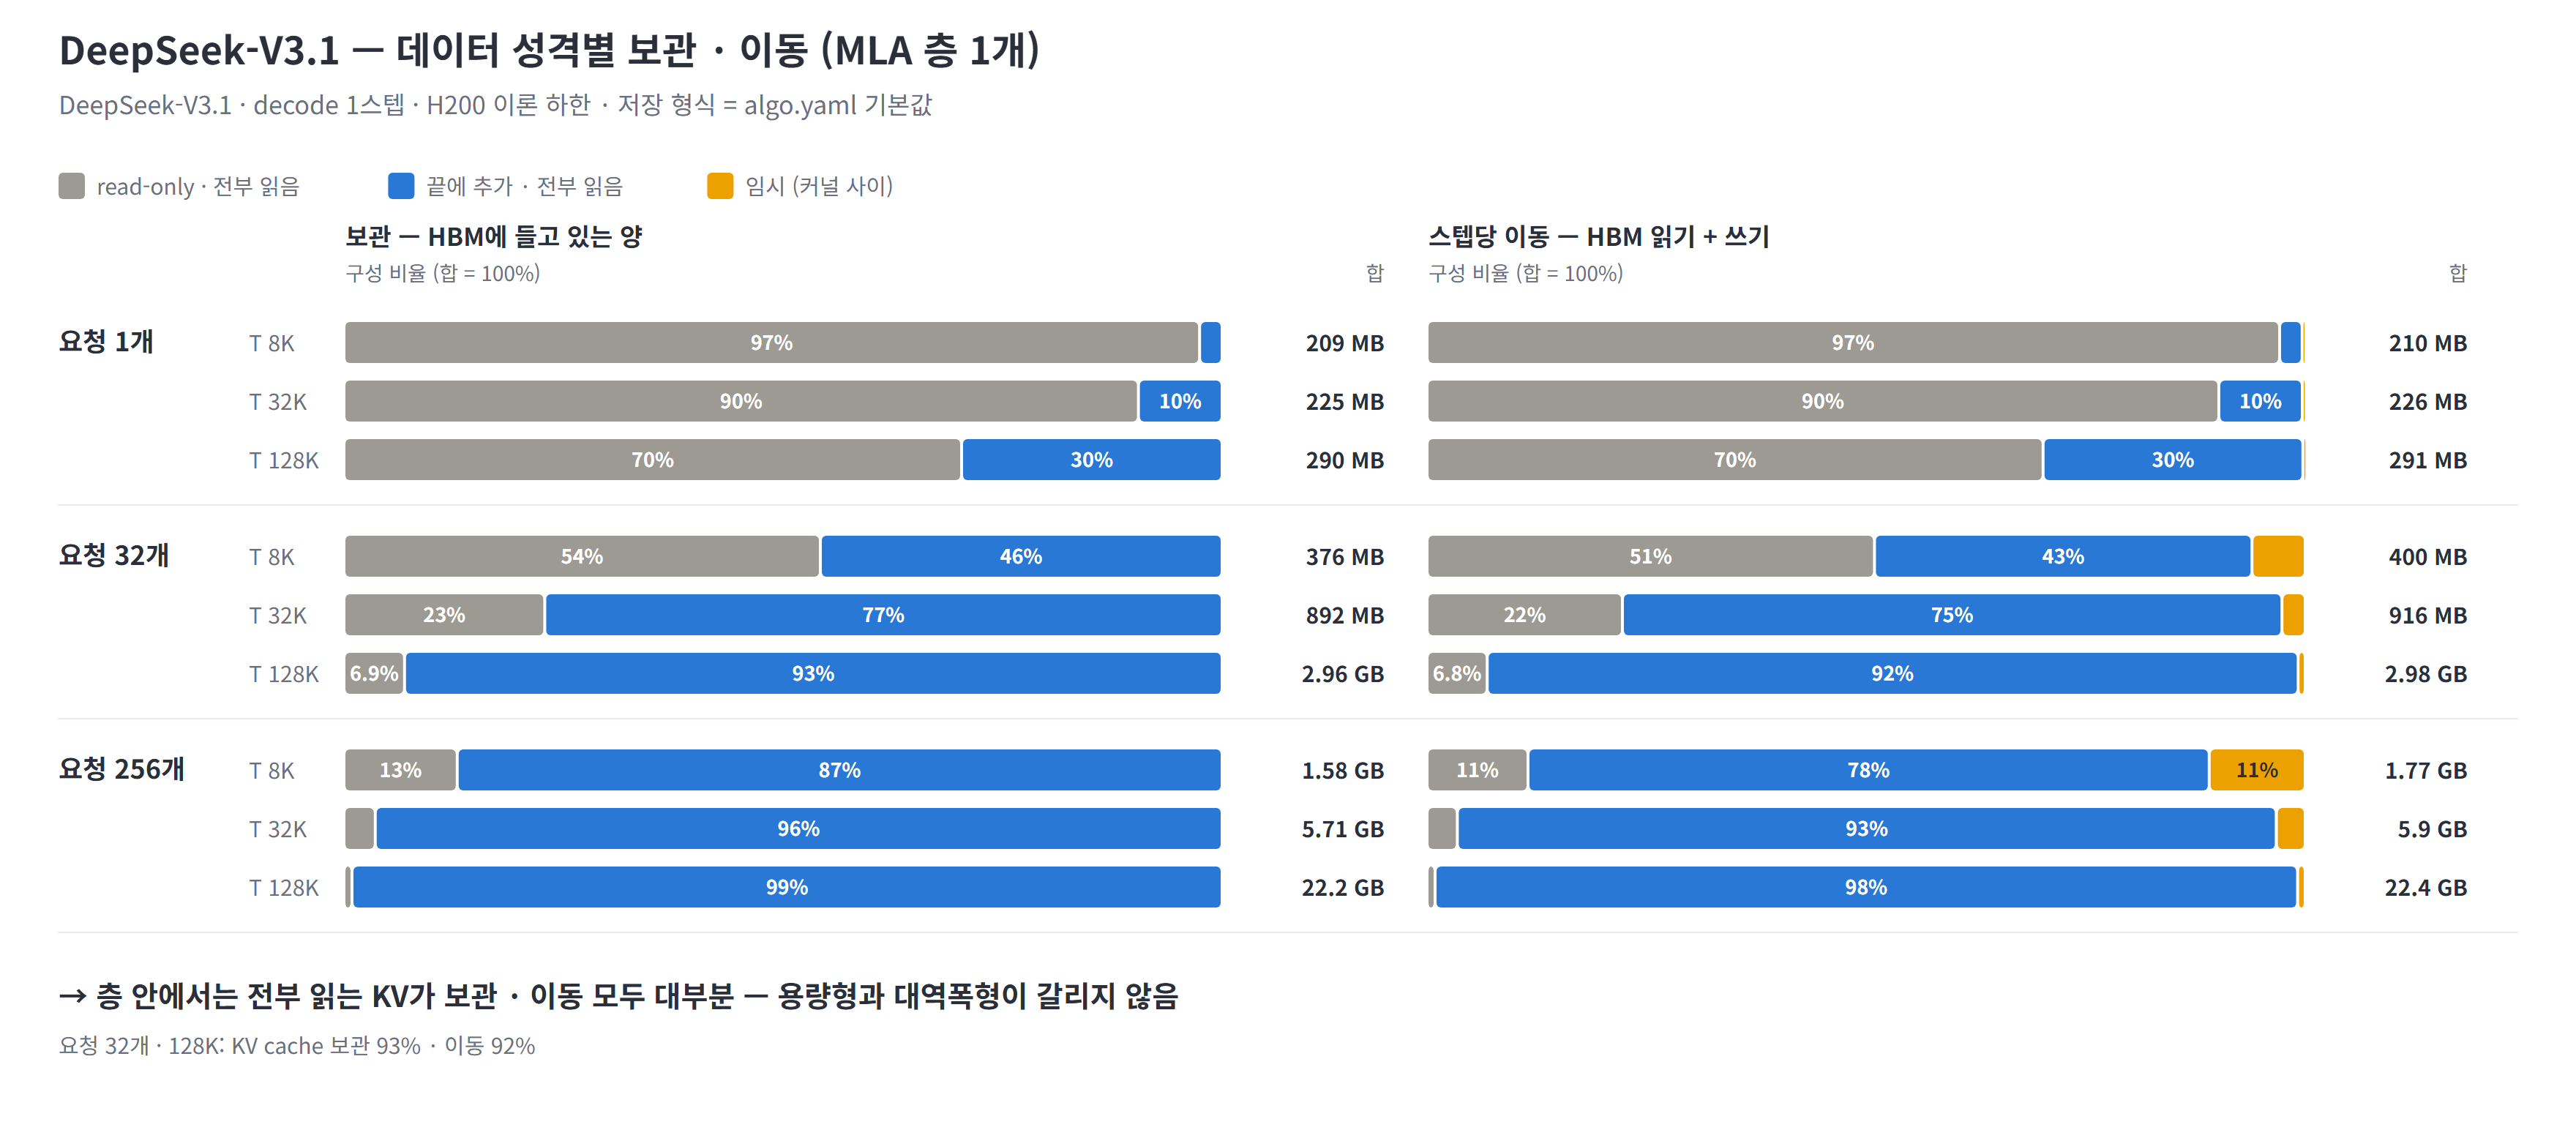 DeepSeek-V3.1 — 데이터 성격별 보관 · 이동 (MLA 층 1개)
DeepSeek-V3.1 · decode 1스텝 · H200 이론 하한 · 저장 형식 = algo.yaml 기본값
read-only · 전부 읽음 끝에 추가 · 전부 읽음 임시 (커널 사이)
보관 — HBM에 들고 있는 양 스텝당 이동 — HBM 읽기 + 쓰기
구성 비율 (합 = 100%) 합 구성 비율 (합 = 100%) 합
요청 1개 T 8K 97% 209 MB 97% 210 MB
T 32K 90% 10% 225 MB 90% 10% 226 MB
T 128K 70% 30% 290 MB 70% 30% 291 MB
요청 32개 T 8K 54% 46% 376 MB 51% 43% 400 MB
T 32K 23% 77% 892 MB 22% 75% 916 MB
T 128K 6.9% 93% 2.96 GB 6.8% 92% 2.98 GB
요청 256개 T 8K 13% 87% 1.58 GB 11% 78% 11% 1.77 GB
T 32K 96% 5.71 GB 93% 5.9 GB
T 128K 99% 22.2 GB 98% 22.4 GB
→ 층 안에서는 전부 읽는 KV가 보관 · 이동 모두 대부분 — 용량형과 대역폭형이 갈리지 않음
요청 32개 · 128K: KV cache 보관 93% · 이동 92%